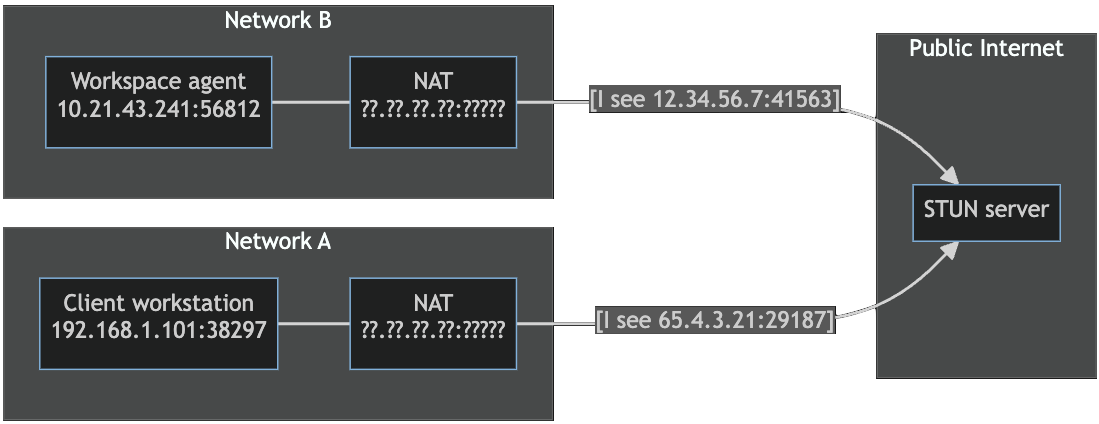 Network B
Workspace agent
10.21.43.241:56812
NAT
??.??.??.??:?????
[I see 12.34.56.7:41563]
Public Internet
STUN server
Network A
Client workstation
192.168.1.101:38297
NAT
??.??.??.??:?????
[I see 65.4.3.21:29187]